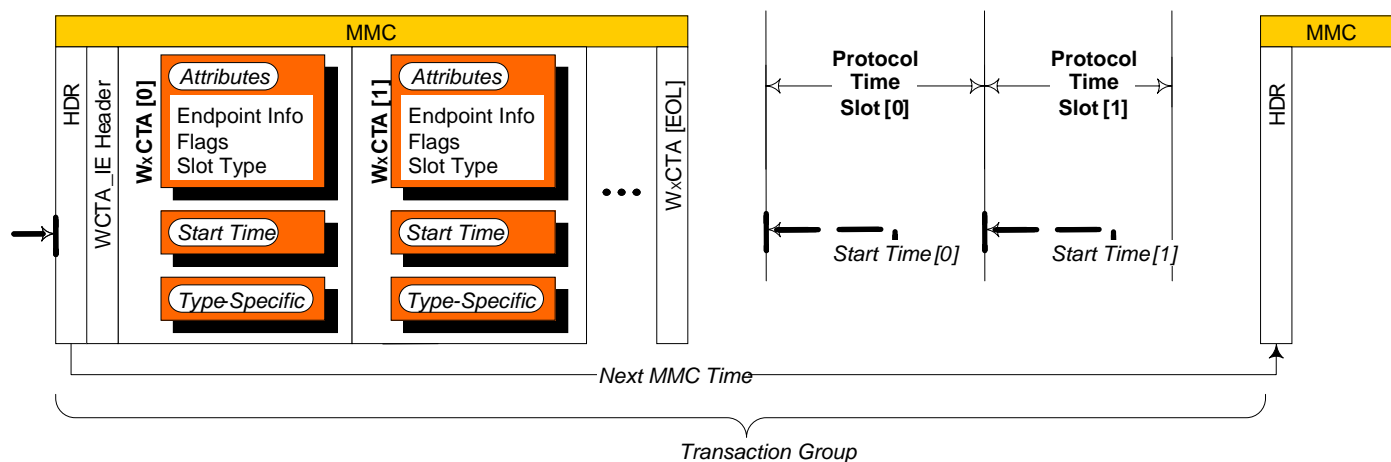 MMC
HDR
WCTA_IE Header
WxCTA [0]
Attributes
Endpoint Info
Flags
Slot Type
Start Time
Type-Specific
WxCTA [1]
Attributes
Endpoint Info
Flags
Slot Type
Start Time
Type-Specific
WxCTA [EOL]
Protocol
Time
Slot [0]
Protocol
Time
Slot [1]
Start Time [0]
Start Time [1]
MMC
HDR
Next MMC Time
Transaction Group